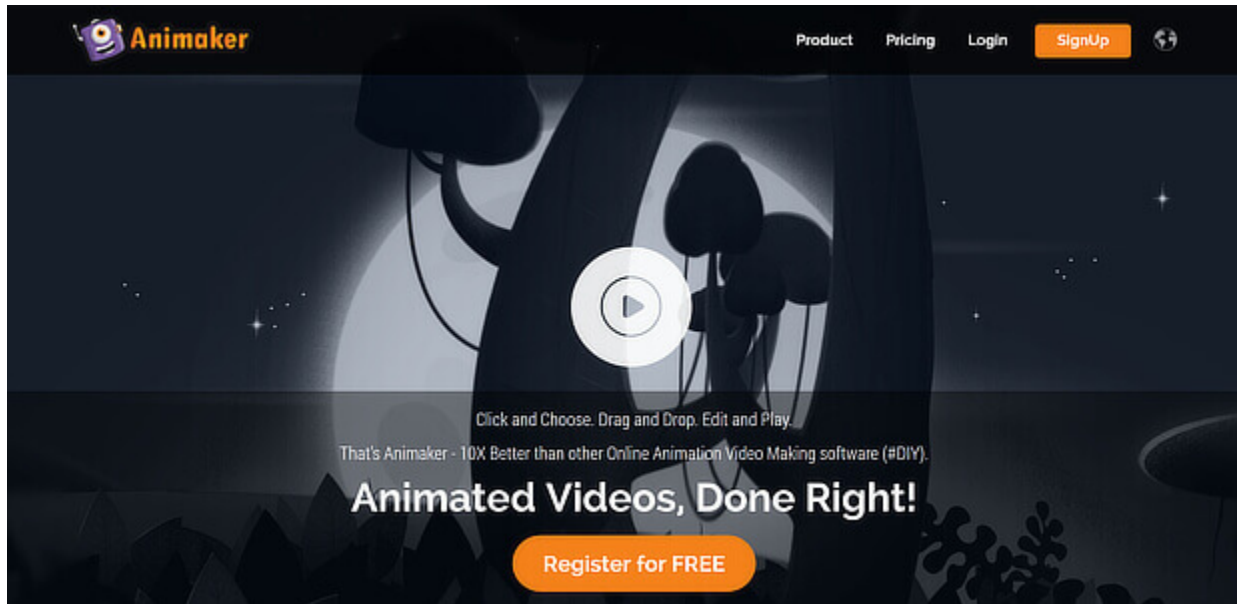 Animaker
Product Pricing Login SignUp
Click and Choose. Drag and Drop. Edit and Play.
That's Animaker - 10X Better than other Online Animation Video Making software (#DIY).
Animated Videos, Done Right!
Register for FREE